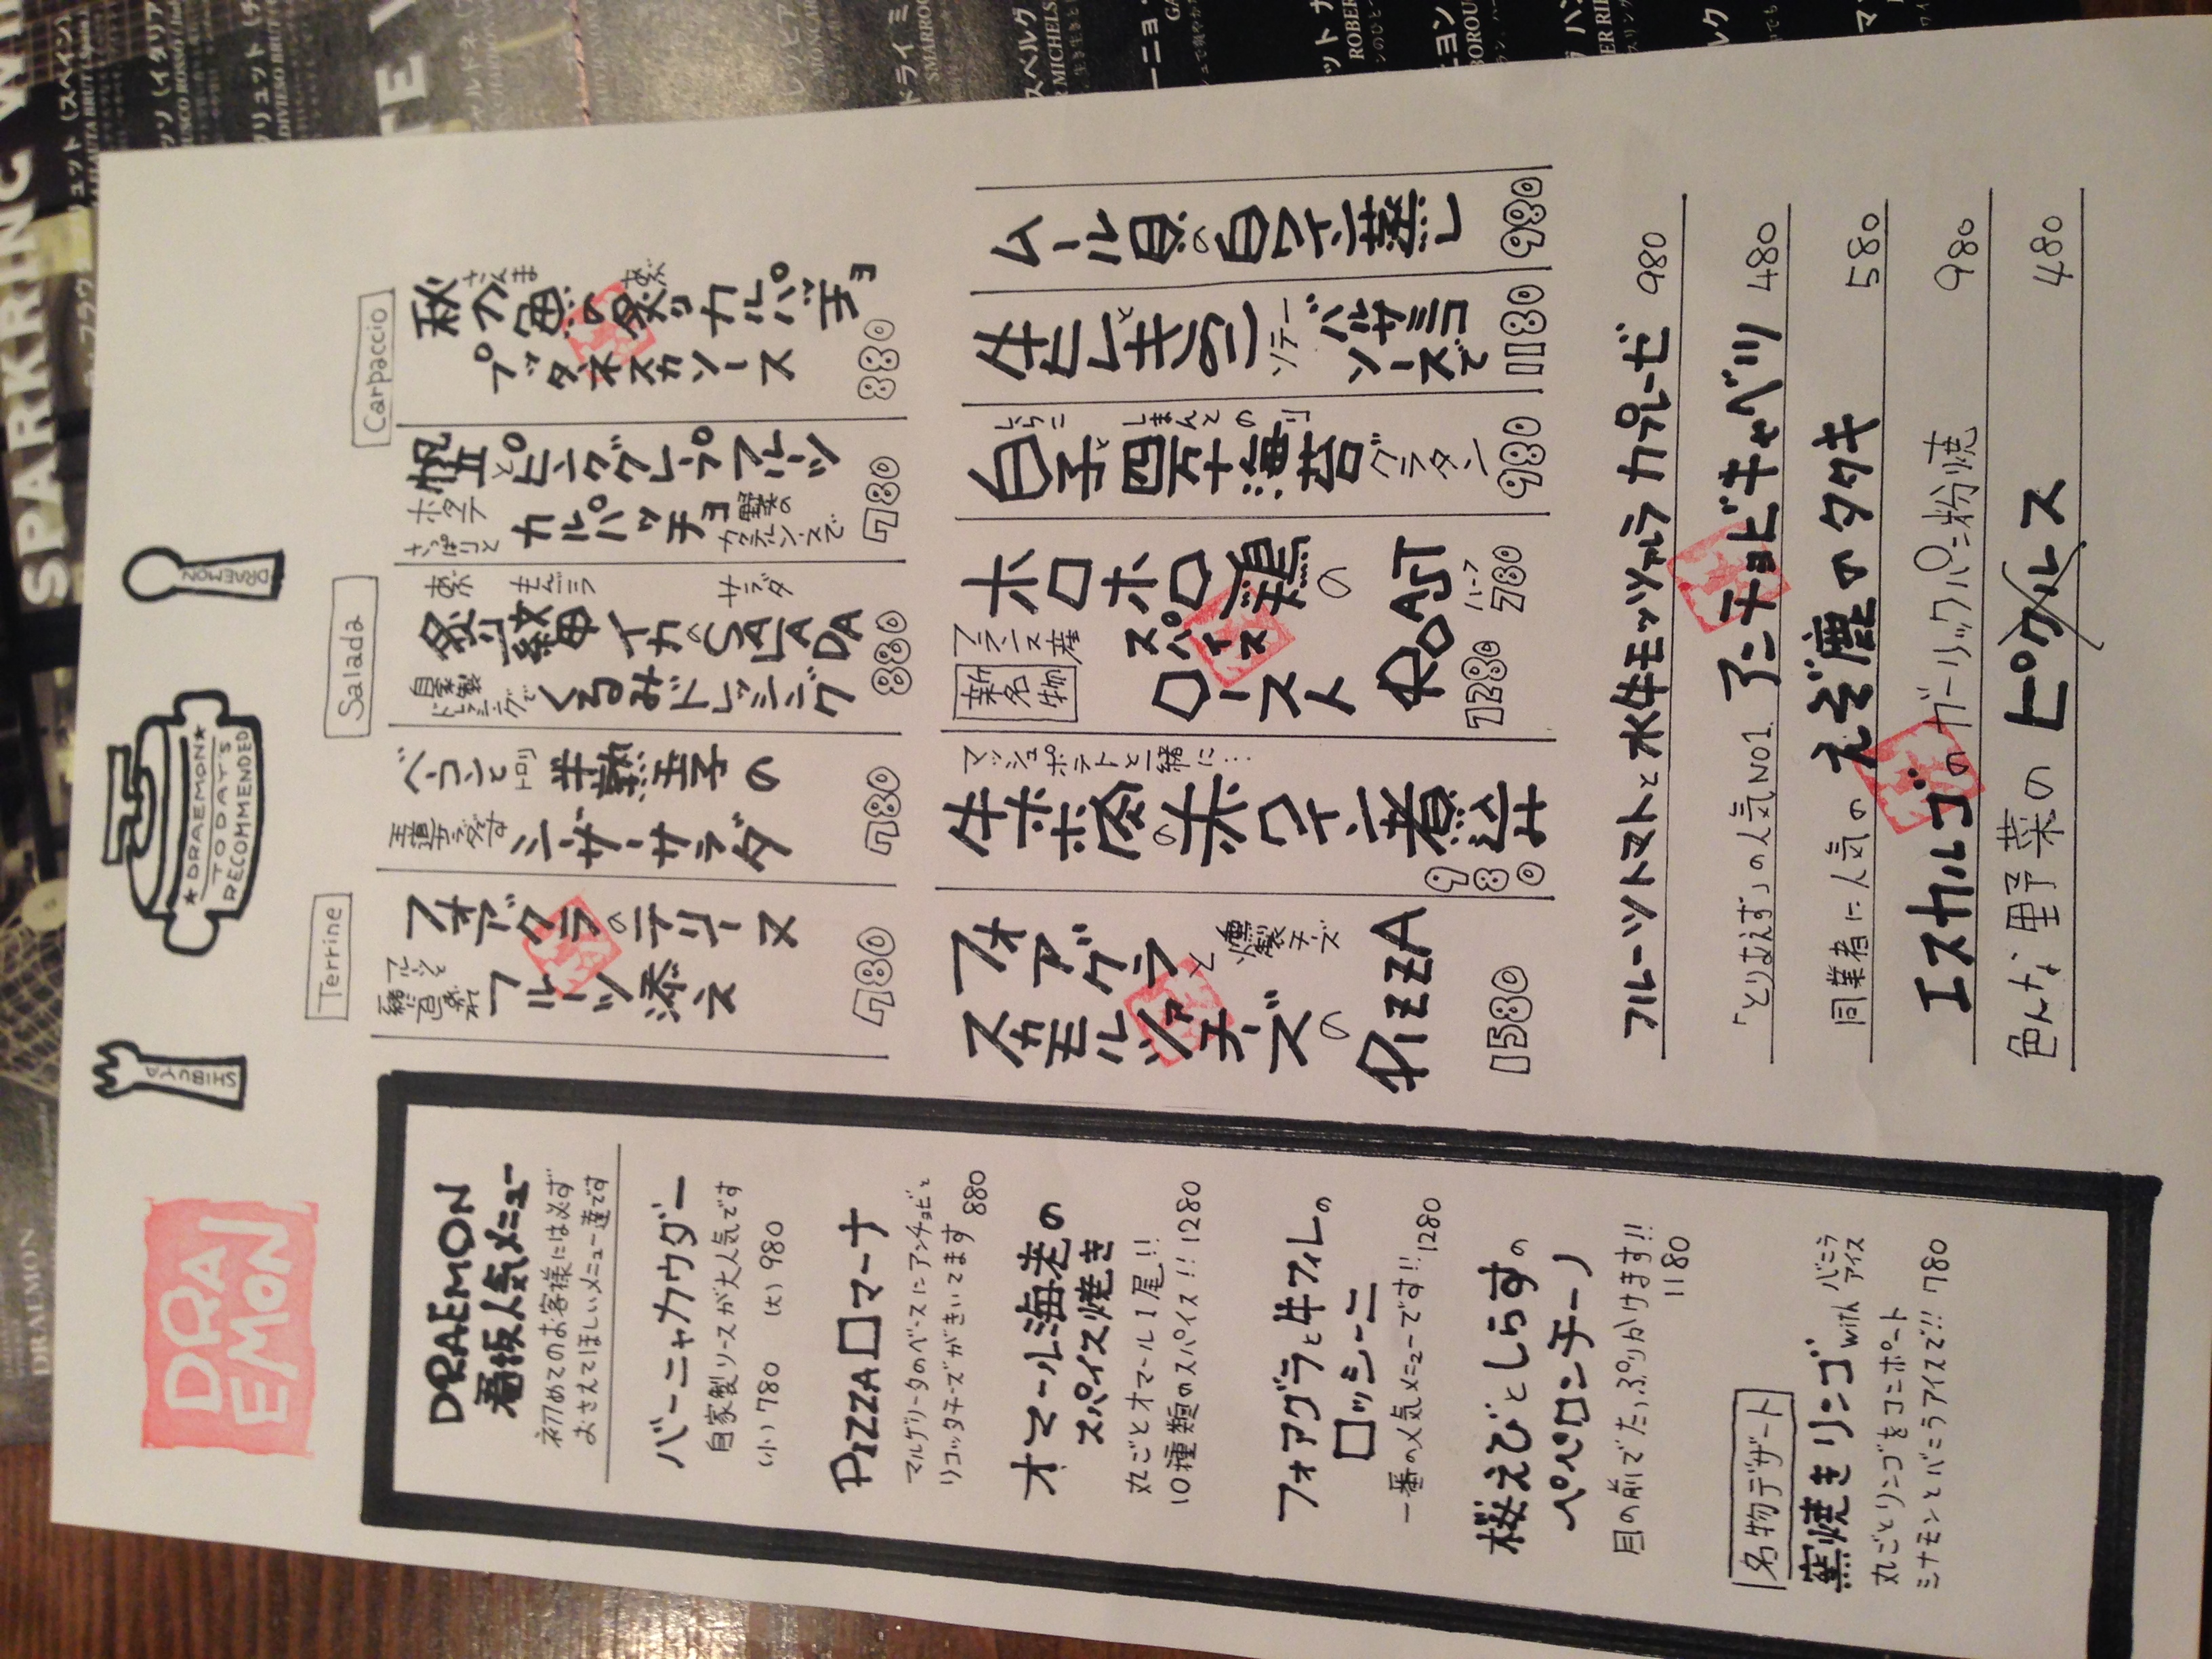 DRAEMON
SPARKRING WI
DRA
EMON
SHIBUYA
★DRAEMON★
TODAY'S
RECOMMENDED
DRAEMON
DRAEMON
看板人気メニュー
初めてのお客様には必ず
おさえてほしいメニュー達です
バーニャカウダー
自家製ソースが大人気です
(小) 780 (大) 980
PIZZA ロマーナ
マルゲリータのベースにアンチョビと
リコッタチーズがきいてます 880
オマール海老の
スパイス焼き
丸ごとオマール1尾!!
10種類のスパイス!! 1280
フォアグラと牛フィレの
ロッシーニ
一番の人気メニューです!! 1280
桜えびとしらすの
ペペロンチーノ
目の前でたっぷりかけます!!
1180
名物デザート
窯焼きリンゴ with バニラアイス
丸ごとリンゴをコンポート
シナモンとバニラアイスで!! 780
Carpaccio
秋の魚の炙りカルパッチョ
さんま
あぶ
プッタネスカソース
880
帆立とピンクグレープフルーツ
ホタテ
さっぱりと
カルパッチョ
野菜の
カクテルソースで
780
Salada
あぶ
もんごう
サラダ
炙り紋甲イカのSALADA
自家製
ドレッシングで
くるみドレッシング
880
ベーコンとトロリ半熟玉子の
王道サラダです
シーザーサラダ
780
Terrine
フォアグラのテリーヌ
フルーツと
フルーツ添え
780
ムール貝の白ワイン蒸し
980
牛ヒレときのこソテー
バルサミコ
ソースで
1180
しらこ
しまんとのり
白子と四万十海苔グラタン
980
ホロホロ鶏の
フランス産
スパイス
新名物
ロースト
ROAST
1280
ハーフ
780
マッシュポテトと一緒に…
牛ホホ肉の赤ワイン煮込み
980
フォアグラと
燻製チーズ
スカモルツァチーズの
PIZZA
1580
フルーツトマトと水牛モッツァレラ カプレーゼ 980
「とりあえず」の人気NO1. アンチョビキャベツ 480
同業者に人気の えぞ鹿のタタキ 580
エスカルゴのガーリックパン粉焼 980
色んな野菜の ピクルス 480